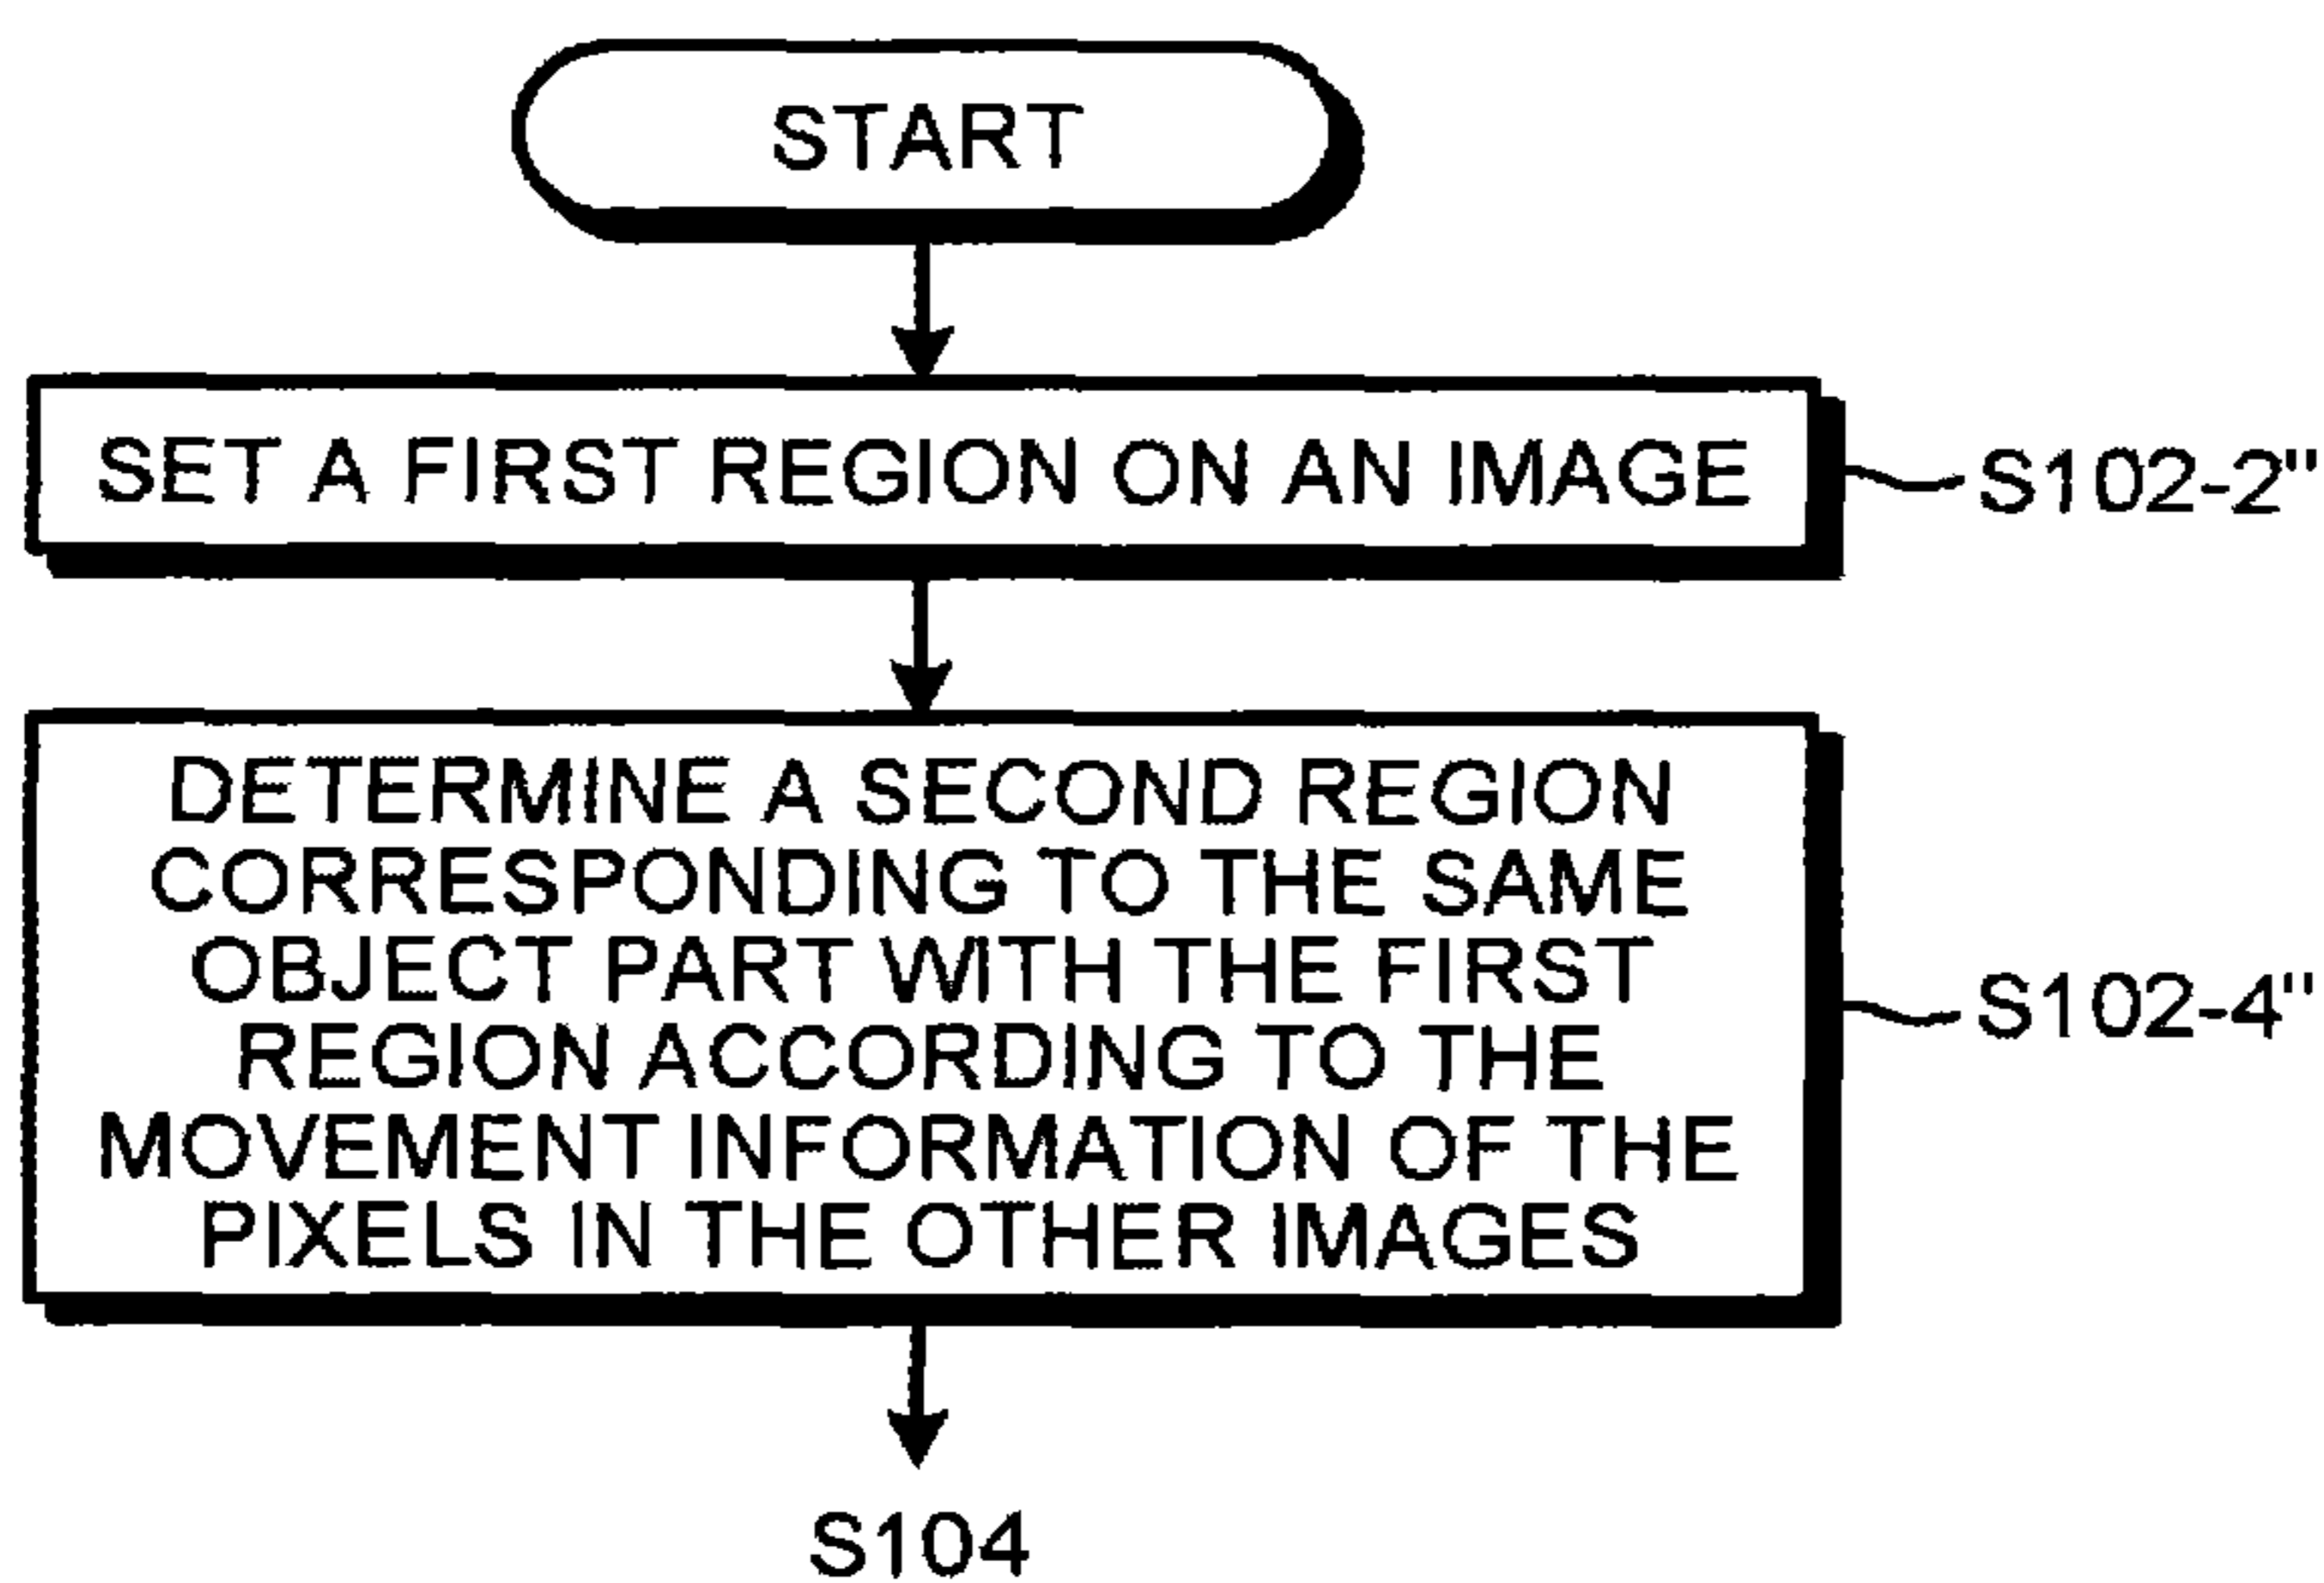 START
SET A FIRST REGION ON AN IMAGE
S102-2"
DETERMINE A SECOND REGION
CORRESPONDING TO THE SAME
OBJECT PART WITH THE FIRST
REGION ACCORDING TO THE
MOVEMENT INFORMATION OF THE
PIXELS IN THE OTHER IMAGES
S102-4"
S104